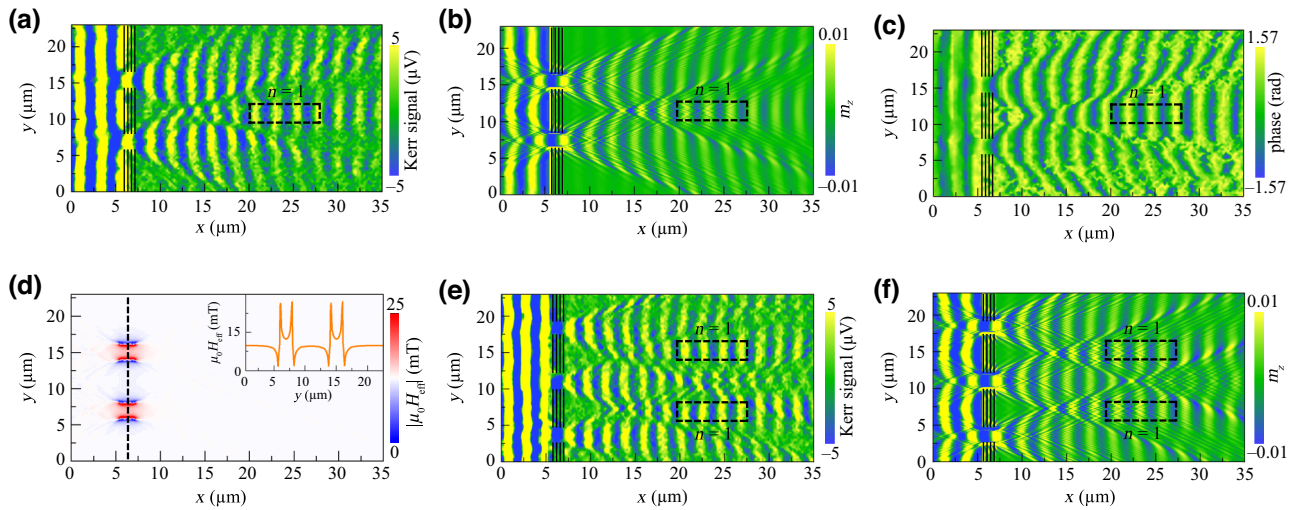 (a)
20
15
10
5
0
y (μm)
n = 1
0 5 10 15 20 25 30 35
x (μm)
5
Kerr signal (μV)
−5
(b)
20
15
10
5
0
y (μm)
n = 1
0 5 10 15 20 25 30 35
x (μm)
0.01
m_z
−0.01
(c)
20
15
10
5
0
y (μm)
n = 1
0 5 10 15 20 25 30 35
x (μm)
1.57
phase (rad)
−1.57
(d)
20
15
10
5
0
y (μm)
μ₀H_eff (mT)
15
0
0 5 10 15 20
y (μm)
0 5 10 15 20 25 30 35
x (μm)
25
|μ₀H_eff| (mT)
0
(e)
20
15
10
5
0
y (μm)
n = 1
n = 1
0 5 10 15 20 25 30 35
x (μm)
5
Kerr signal (μV)
−5
(f)
20
15
10
5
0
y (μm)
n = 1
n = 1
0 5 10 15 20 25 30 35
x (μm)
0.01
m_z
−0.01